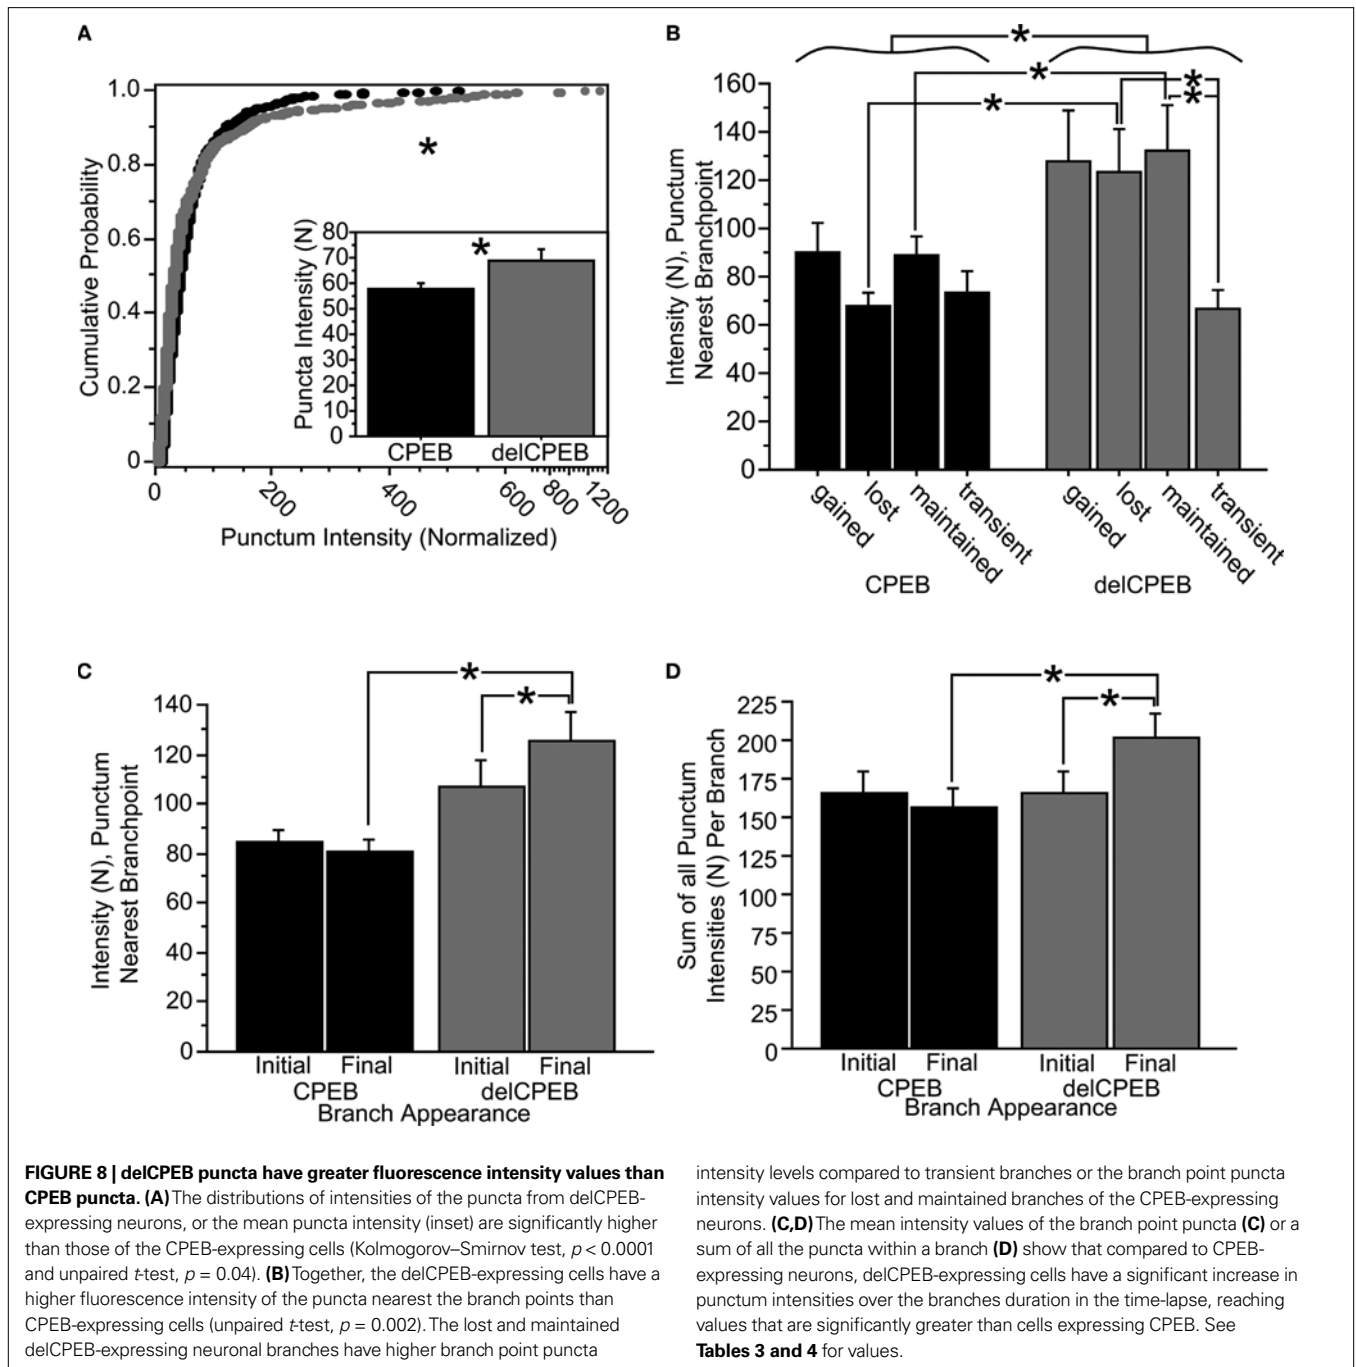 A
1.0
0.8
0.6
0.4
0.2
0
Cumulative Probability
*
Puncta Intensity (N)
80
70
60
50
40
30
20
10
0
*
CPEB
delCPEB
0
200
400
600
800
1200
Punctum Intensity (Normalized)
B
*
*
*
*
*
160
140
120
100
80
60
40
20
0
Intensity (N), Punctum
Nearest Branchpoint
gained
lost
maintained
transient
gained
lost
maintained
transient
CPEB
delCPEB
C
*
*
140
120
100
80
60
40
20
0
Intensity (N), Punctum
Nearest Branchpoint
Initial Final Initial Final
CPEB delCPEB
Branch Appearance
D
*
*
225
200
175
150
125
100
75
50
25
0
Sum of all Punctum
Intensities (N) Per Branch
Initial Final Initial Final
CPEB delCPEB
Branch Appearance
FIGURE 8 | delCPEB puncta have greater fluorescence intensity values than
CPEB puncta. (A) The distributions of intensities of the puncta from delCPEB-
expressing neurons, or the mean puncta intensity (inset) are significantly higher
than those of the CPEB-expressing cells (Kolmogorov–Smirnov test, p < 0.0001
and unpaired t-test, p = 0.04). (B) Together, the delCPEB-expressing cells have a
higher fluorescence intensity of the puncta nearest the branch points than
CPEB-expressing cells (unpaired t-test, p = 0.002). The lost and maintained
delCPEB-expressing neuronal branches have higher branch point puncta
intensity levels compared to transient branches or the branch point puncta
intensity values for lost and maintained branches of the CPEB-expressing
neurons. (C,D) The mean intensity values of the branch point puncta (C) or a
sum of all the puncta within a branch (D) show that compared to CPEB-
expressing neurons, delCPEB-expressing cells have a significant increase in
punctum intensities over the branches duration in the time-lapse, reaching
values that are significantly greater than cells expressing CPEB. See
Tables 3 and 4 for values.